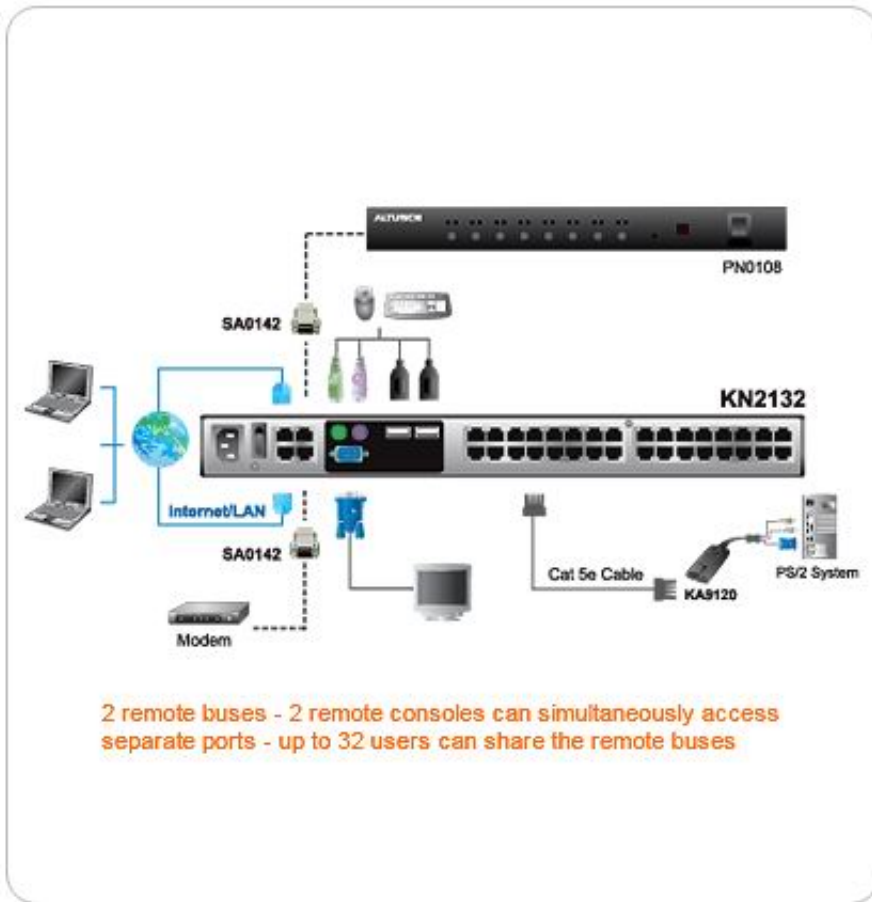 ALTUSEN
PN0108
SA0142
KN2132
Internet/LAN
SA0142
Cat 5e Cable
KA9120
PS/2 System
Modem
2 remote buses - 2 remote consoles can simultaneously access
separate ports - up to 32 users can share the remote buses